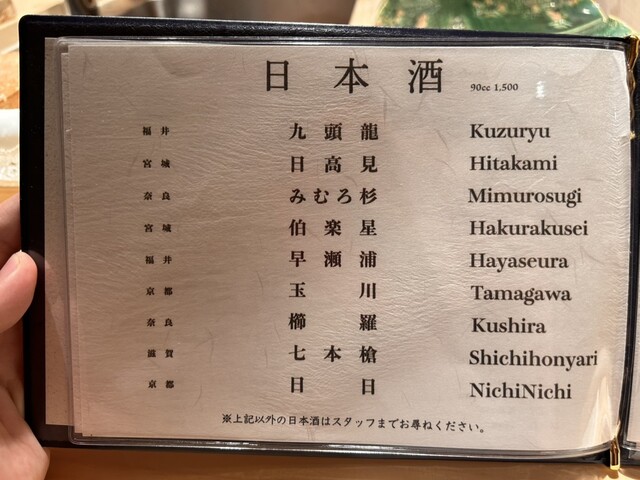 日本酒 90cc 1,500
福井 九頭龍 Kuzuryu
宮城 日高見 Hitakami
奈良 みむろ杉 Mimurosugi
宮城 伯楽星 Hakurakusei
福井 早瀬浦 Hayaseura
京都 玉川 Tamagawa
奈良 櫛羅 Kushira
滋賀 七本槍 Shichihonyari
京都 日日 NichiNichi
※上記以外の日本酒はスタッフまでお尋ねください。